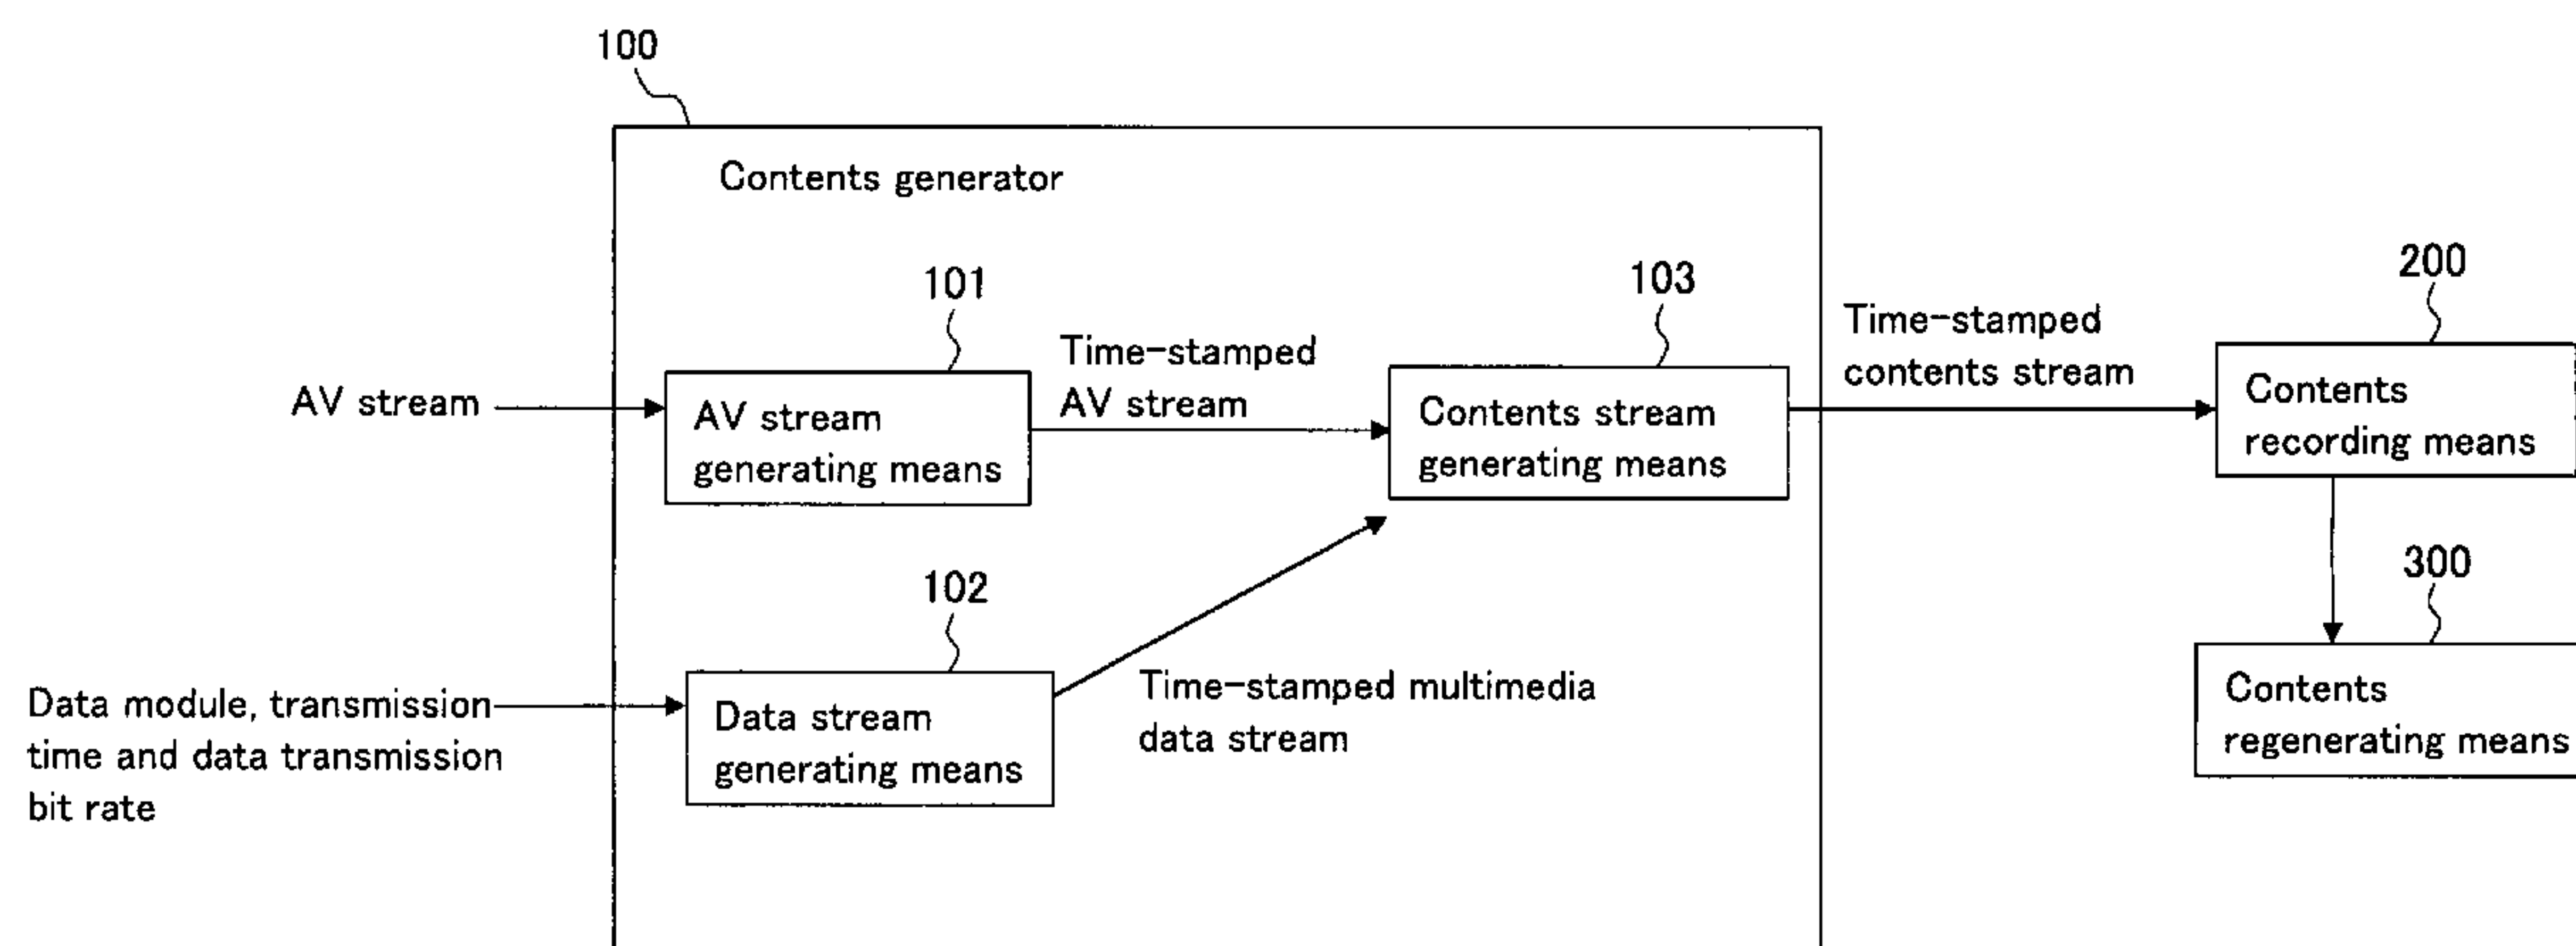 100
Contents generator
101
103
200
Time-stamped
AV stream
Time-stamped
contents stream
AV stream
AV stream
generating means
Contents stream
generating means
Contents
recording means
102
300
Data module, transmission
time and data transmission
bit rate
Data stream
generating means
Time-stamped multimedia
data stream
Contents
regenerating means